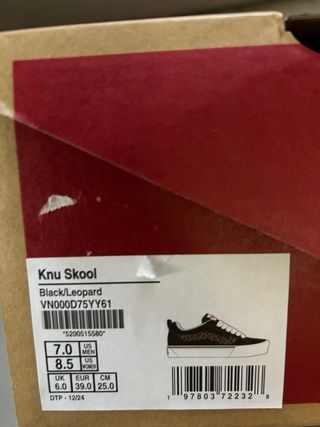 Knu Skool
Black/Leopard
VN000D75YY61
*5200515580*
7.0 US MEN
8.5 US WOMEN
UK EUR CM
6.0 39.0 25.0
DTP - 12/24
1 97803 72232 8